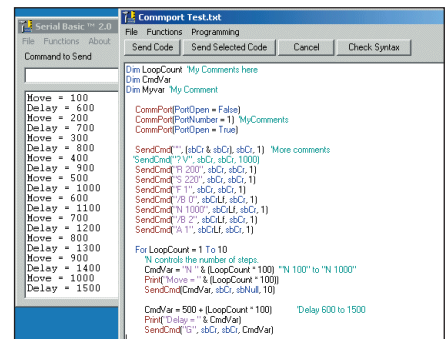 Serial Basic ™ 2.0
File Functions About
Command to Send
Move = 100
Delay = 600
Move = 200
Delay = 700
Move = 300
Delay = 800
Move = 400
Delay = 900
Move = 500
Delay = 1000
Move = 600
Delay = 1100
Move = 700
Delay = 1200
Move = 800
Delay = 1300
Move = 900
Delay = 1400
Move = 1000
Delay = 1500
Commport Test.txt
File Functions Programming
Send Code Send Selected Code Cancel Check Syntax
Dim LoopCount 'My Comments here
Dim CmdVar
Dim Myvar 'My Comment
CommPort(PortOpen = False)
CommPort(PortNumber = 1) 'MyComments
CommPort(PortOpen = True)
SendCmd("", (sbCr & sbCr), sbCr, 1) 'More comments
'SendCmd("? V", sbCr, sbCr, 1000)
SendCmd("R 200", sbCr, sbCr, 1)
SendCmd("S 220", sbCr, sbCr, 1)
SendCmd("F 1", sbCr, sbCr, 1)
SendCmd("/B 0", sbCrLf, sbCr, 1)
SendCmd("N 1000", sbCrLf, sbCr, 1)
SendCmd("/B 2", sbCrLf, sbCr, 1)
SendCmd("A 1", sbCrLf, sbCr, 1)
For LoopCount = 1 To 10
'N controls the number of steps.
CmdVar = "N " & (LoopCount * 100) '"N 100" to "N 1000"
Print("Move = " & (LoopCount * 100))
SendCmd(CmdVar, sbCr, sbNull, 10)
CmdVar = 500 + (LoopCount * 100) 'Delay 600 to 1500
Print("Delay = " & CmdVar)
SendCmd("G", sbCr, sbCr, CmdVar)